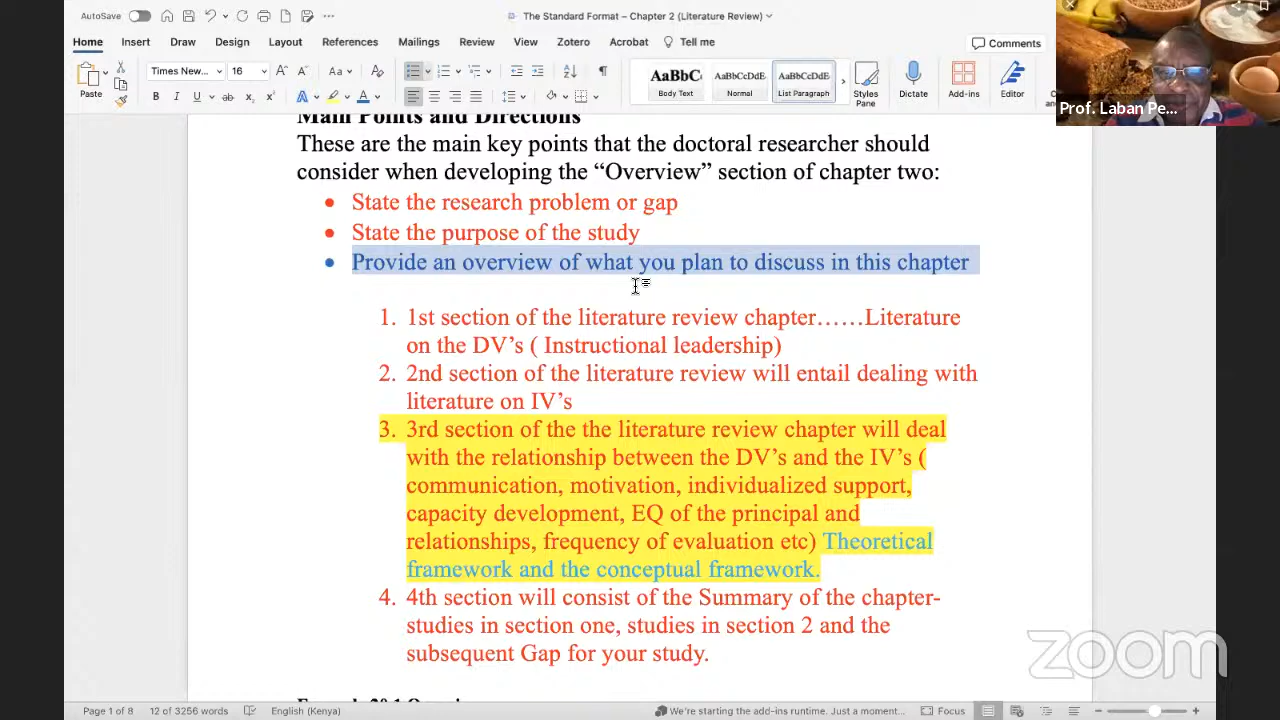 AutoSave
The Standard Format – Chapter 2 (Literature Review)
Home Insert Draw Design Layout References Mailings Review View Zotero Acrobat Tell me
Comments
Paste
Times New... 16
AaBbC AaBbCcDdE AaBbCcDdE
Body Text Normal List Paragraph
Styles Pane
Dictate
Add-ins
Editor
Prof. Laban Pe...
Main Points and Directions
These are the main key points that the doctoral researcher should
consider when developing the “Overview” section of chapter two:
• State the research problem or gap
• State the purpose of the study
• Provide an overview of what you plan to discuss in this chapter
1. 1st section of the literature review chapter……Literature
on the DV’s ( Instructional leadership)
2. 2nd section of the literature review will entail dealing with
literature on IV’s
3. 3rd section of the the literature review chapter will deal
with the relationship between the DV’s and the IV’s (
communication, motivation, individualized support,
capacity development, EQ of the principal and
relationships, frequency of evaluation etc) Theoretical
framework and the conceptual framework.
4. 4th section will consist of the Summary of the chapter-
studies in section one, studies in section 2 and the
subsequent Gap for your study.
zoom
Page 1 of 8 12 of 3256 words English (Kenya) We're starting the add-ins runtime. Just a moment... Focus